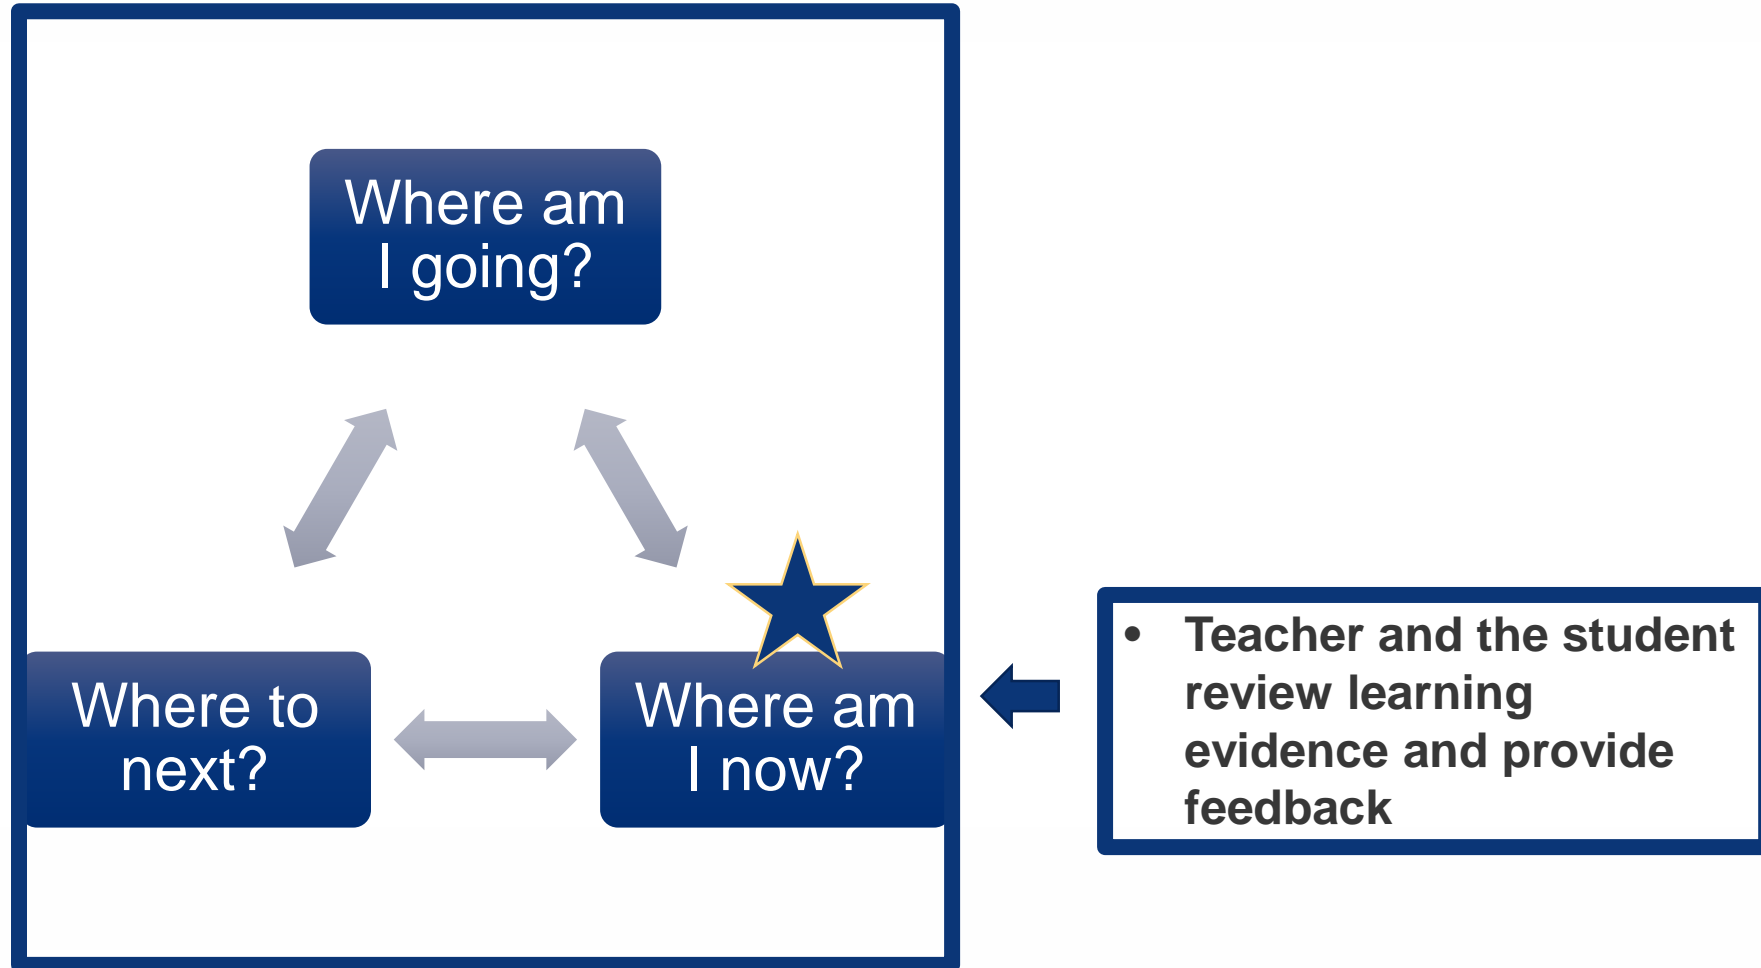 Where am
I going?
Where to
next?
Where am
I now?
• Teacher and the student
review learning
evidence and provide
feedback